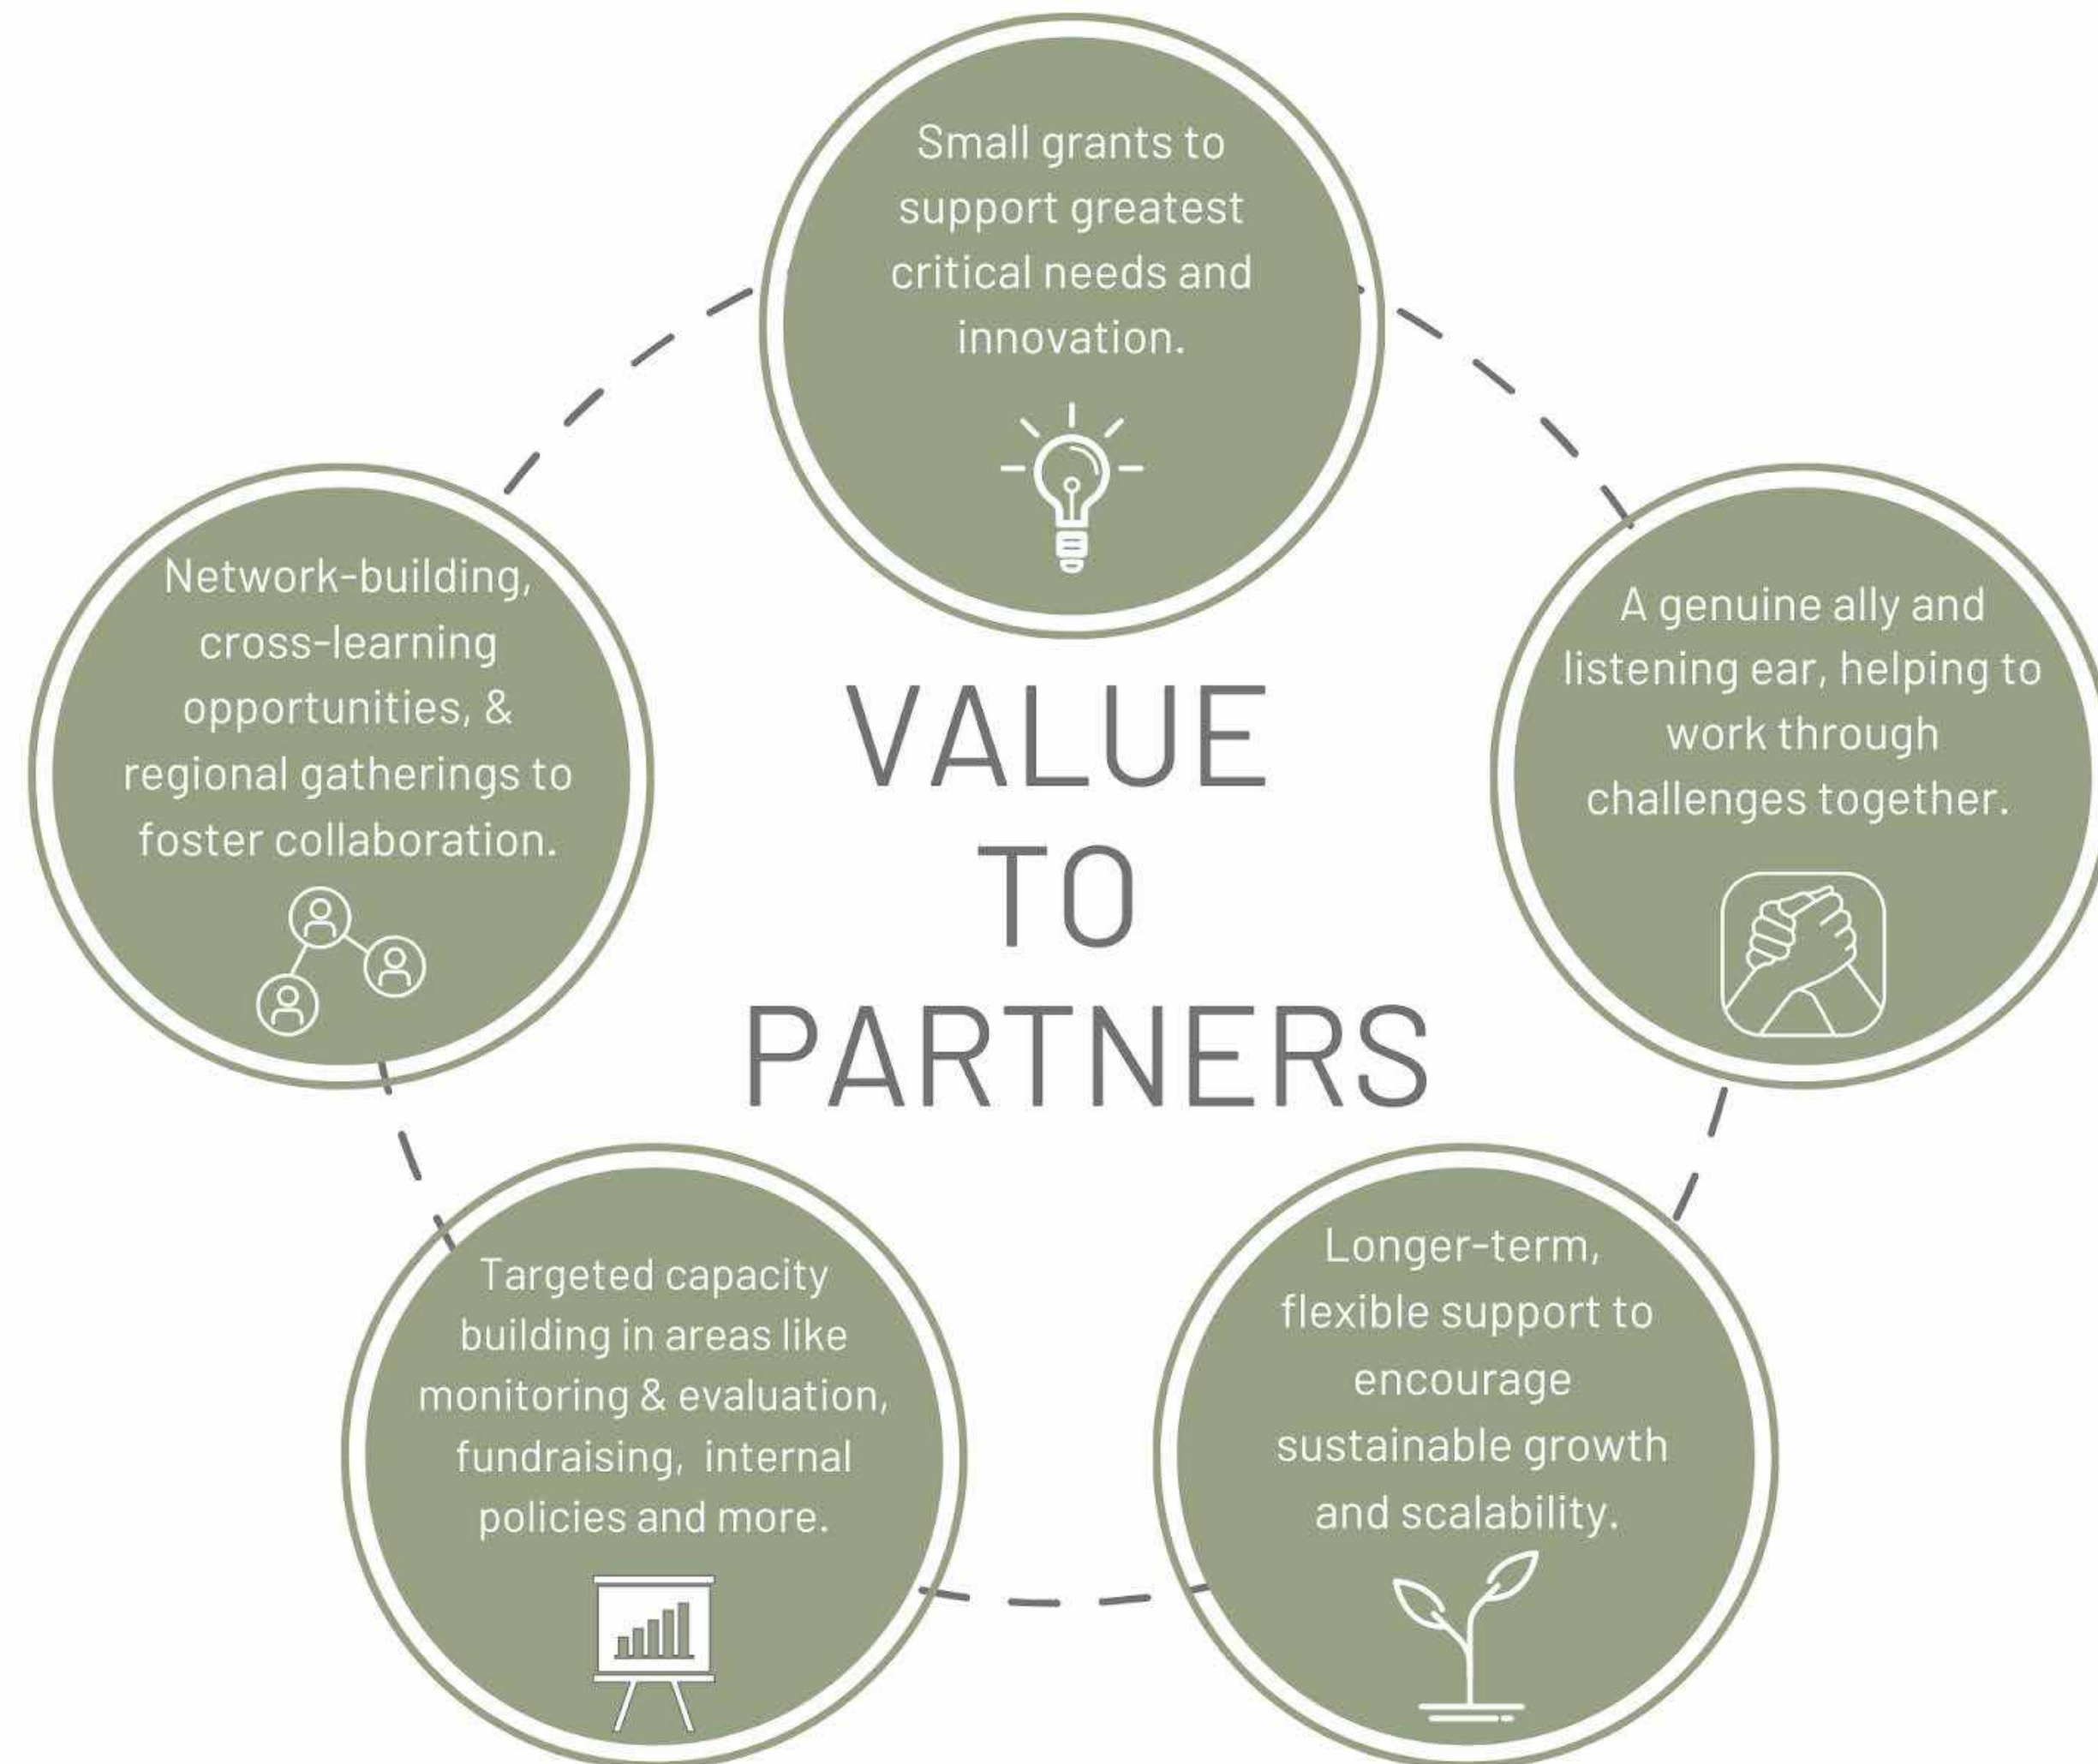 Small grants to
support greatest
critical needs and
innovation.
Network-building,
cross-learning
opportunities, &
regional gatherings to
foster collaboration.
VALUE
TO
PARTNERS
A genuine ally and
listening ear, helping to
work through
challenges together.
Targeted capacity
building in areas like
monitoring & evaluation,
fundraising, internal
policies and more.
Longer-term,
flexible support to
encourage
sustainable growth
and scalability.